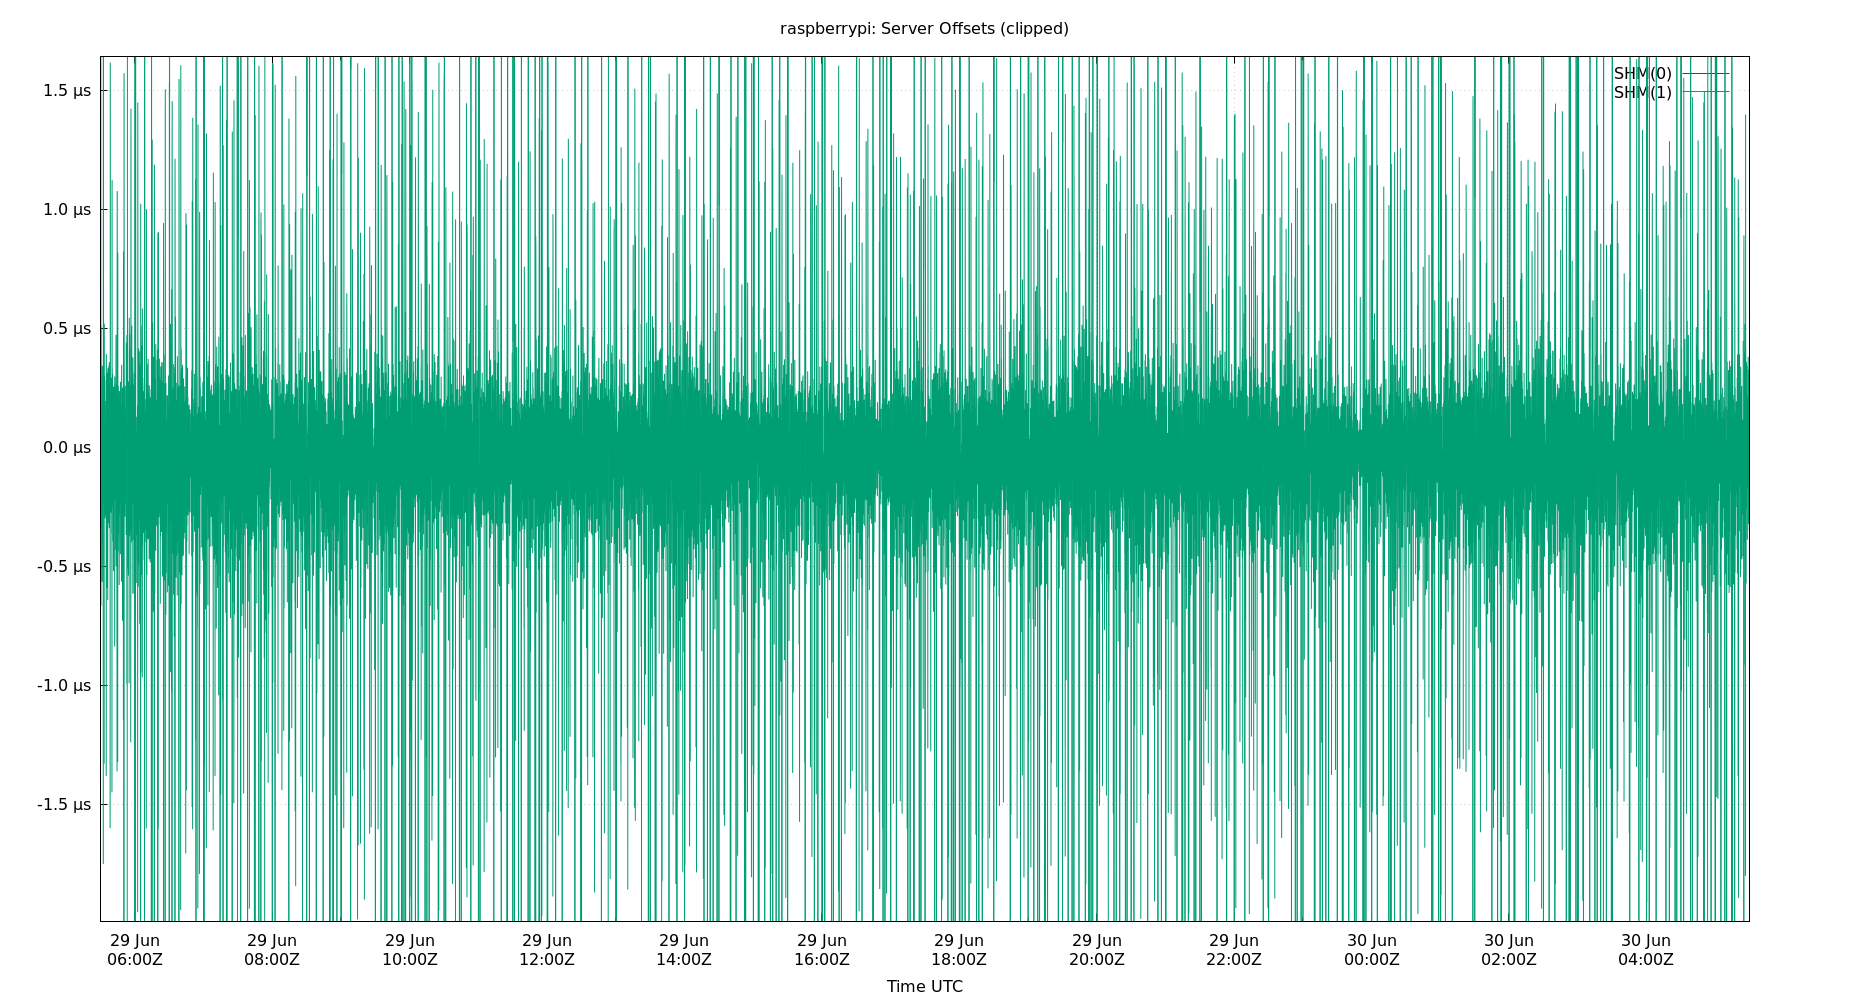 raspberrypi: Server Offsets (clipped)
SHM(0)
SHM(1)
1.5 µs
1.0 µs
0.5 µs
0.0 µs
-0.5 µs
-1.0 µs
-1.5 µs
29 Jun 29 Jun 29 Jun 29 Jun 29 Jun 29 Jun 29 Jun 29 Jun 29 Jun 30 Jun 30 Jun 30 Jun
06:00Z 08:00Z 10:00Z 12:00Z 14:00Z 16:00Z 18:00Z 20:00Z 22:00Z 00:00Z 02:00Z 04:00Z
Time UTC